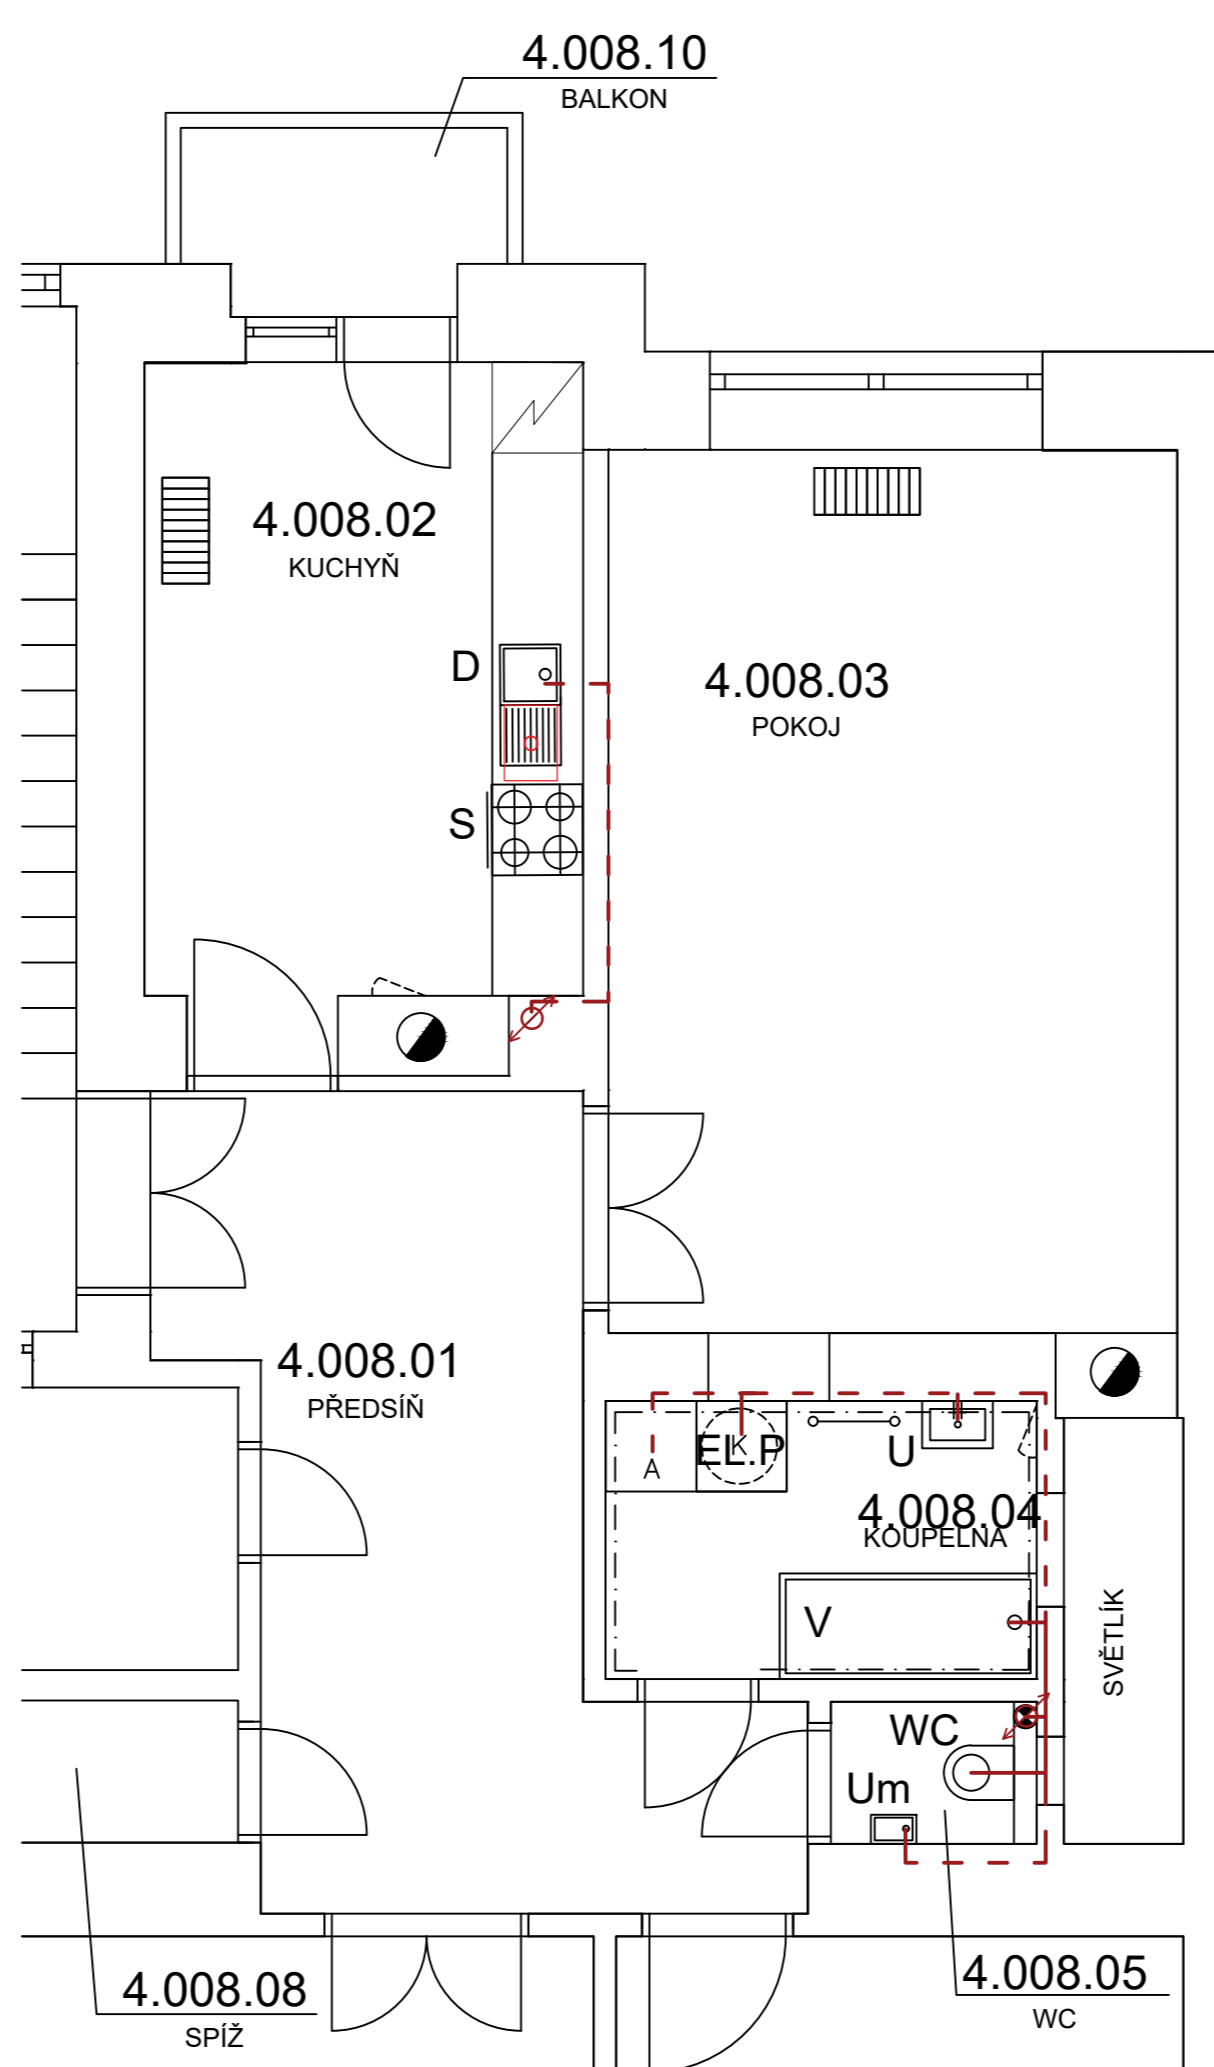 4.008.10
BALKON
4.008.02
KUCHYŇ
D
4.008.03
POKOJ
S
4.008.01
PŘEDSÍŇ
EL.P
K
A
U
4.008.04
KOUPELNA
V
SVĚTLÍK
WC
Um
4.008.08
SPÍŽ
4.008.05
WC